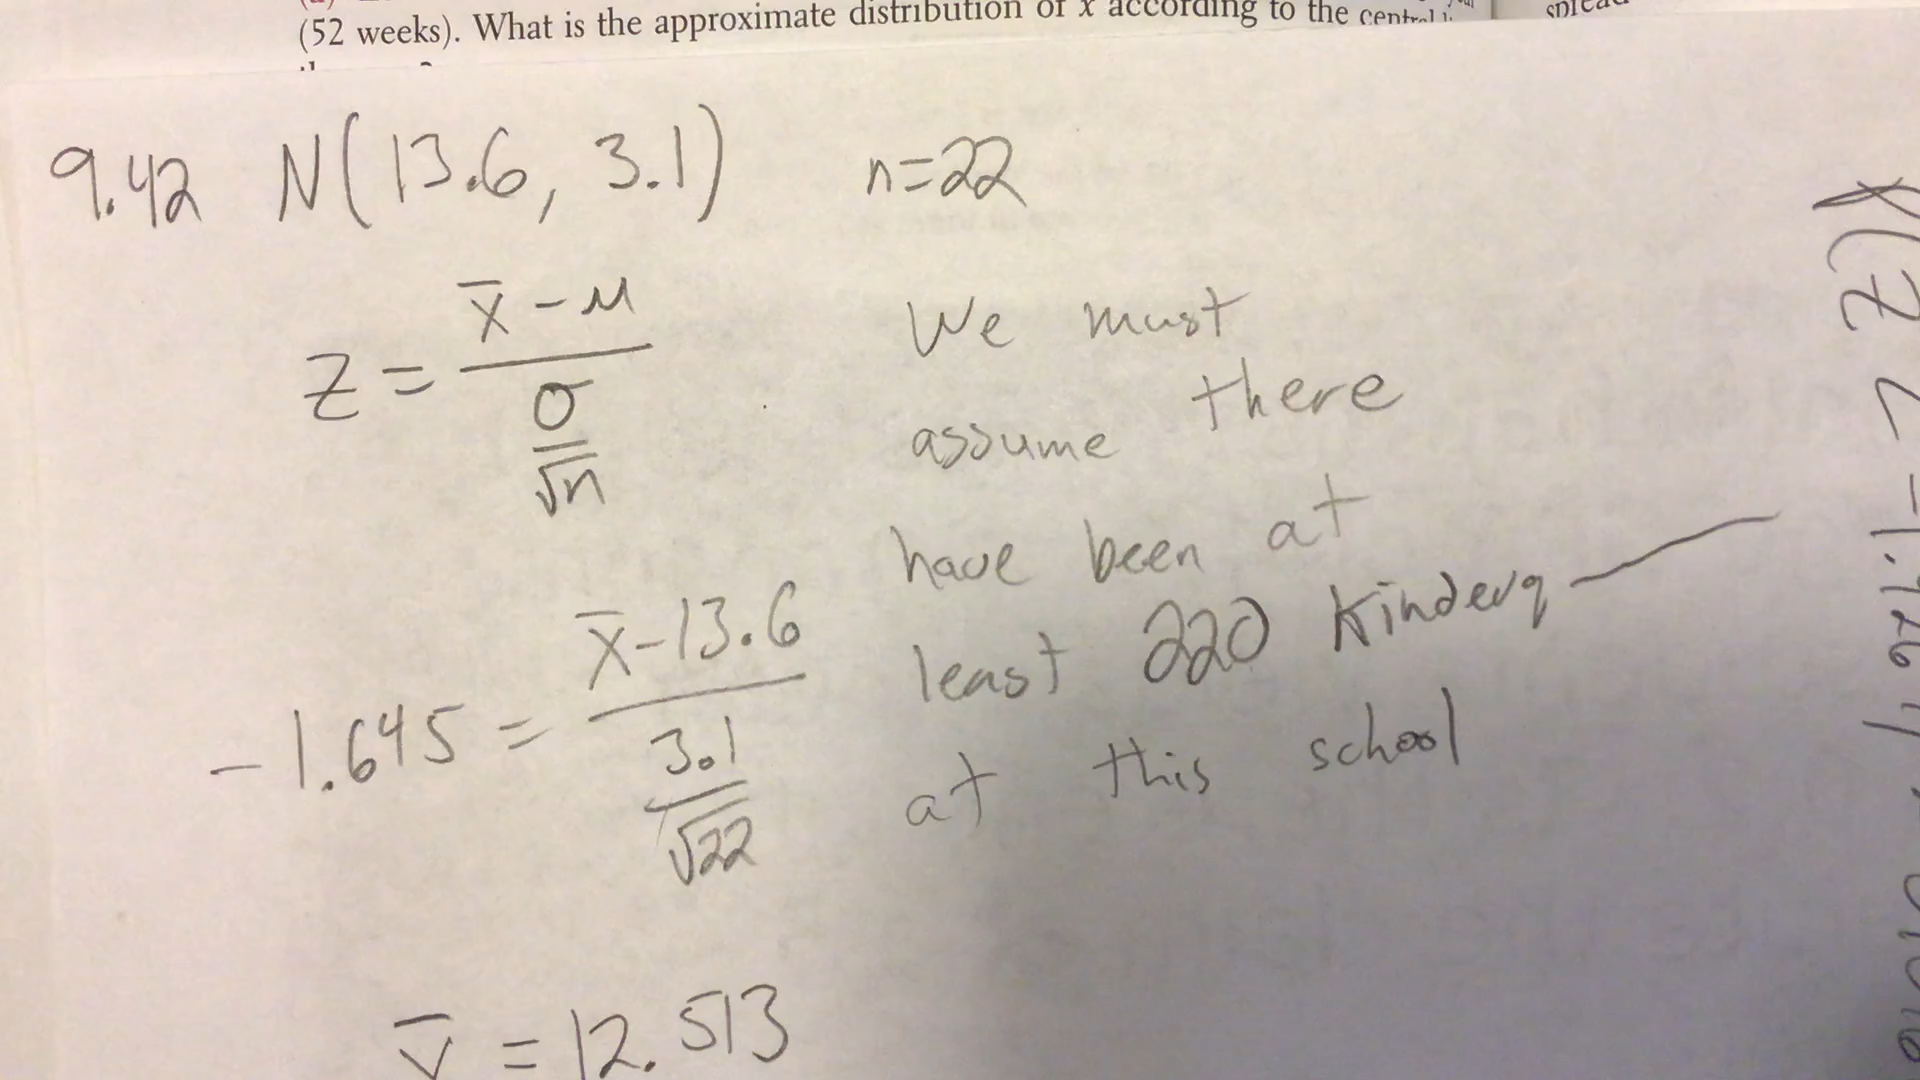 (52 weeks). What is the approximate distribution of x according to the central
9.42 N(13.6, 3.1) n=22
z = (x̄ - μ) / (σ / √n)
-1.645 = (x̄ - 13.6) / (3.1 / √22)
= 12.513
We must
assume there
have been at
least 220 Kinderg
at this school